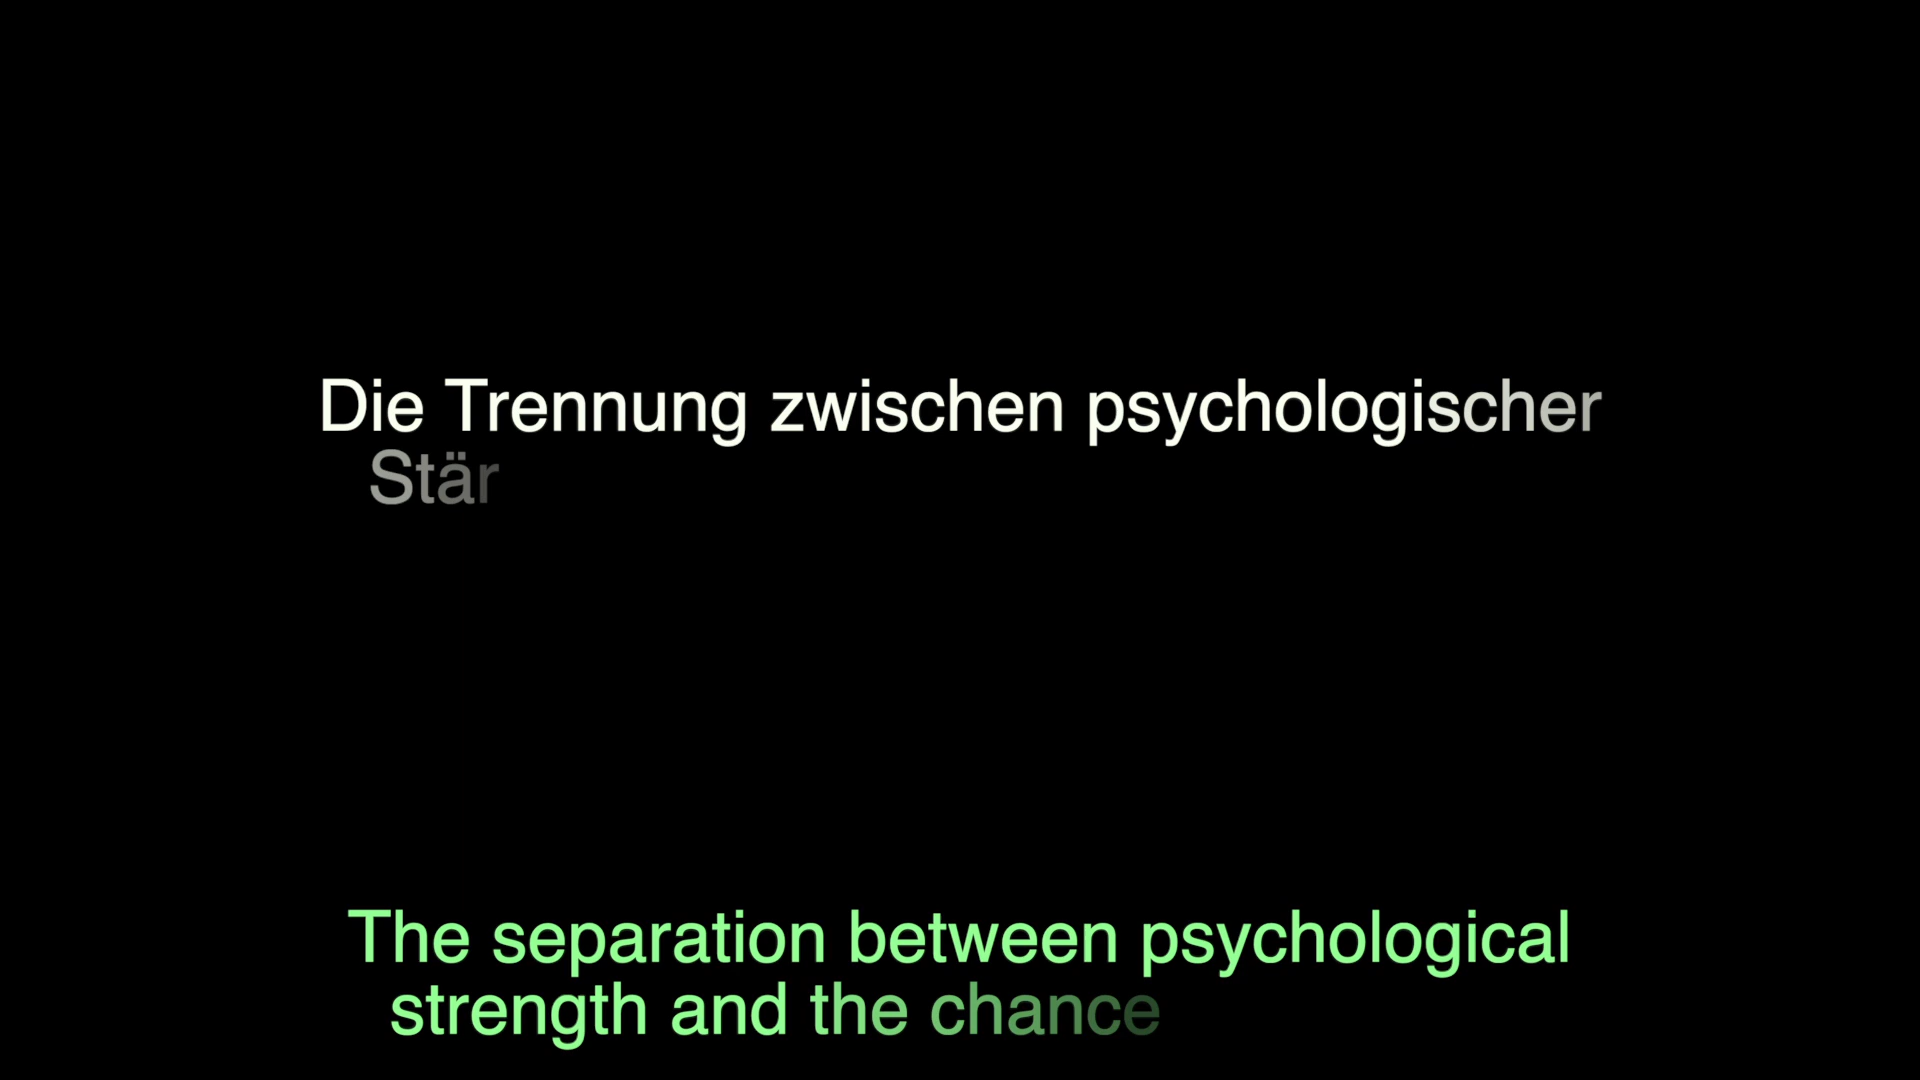 Die Trennung zwischen psychologischer
Stär
The separation between psychological
strength and the chance